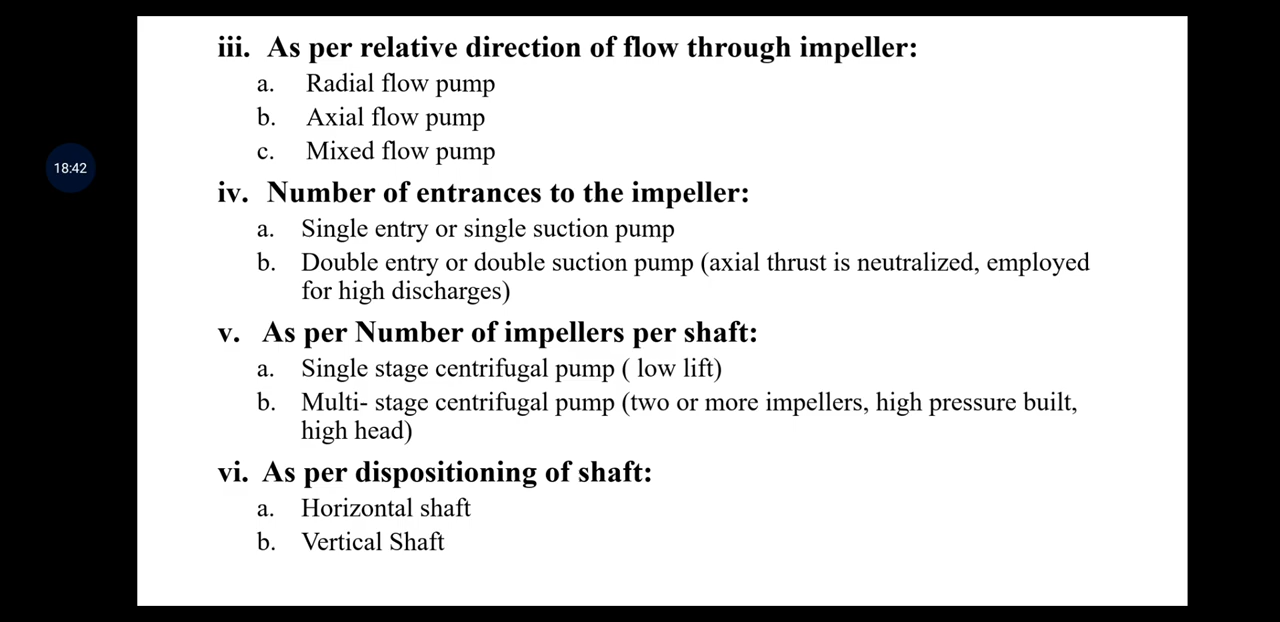 iii. As per relative direction of flow through impeller:
a. Radial flow pump
b. Axial flow pump
18:42
c. Mixed flow pump
iv. Number of entrances to the impeller:
a. Single entry or single suction pump
b. Double entry or double suction pump (axial thrust is neutralized, employed
for high discharges)
v. As per Number of impellers per shaft:
a. Single stage centrifugal pump ( low lift)
b. Multi- stage centrifugal pump (two or more impellers, high pressure built,
high head)
vi. As per dispositioning of shaft:
a. Horizontal shaft
b. Vertical Shaft